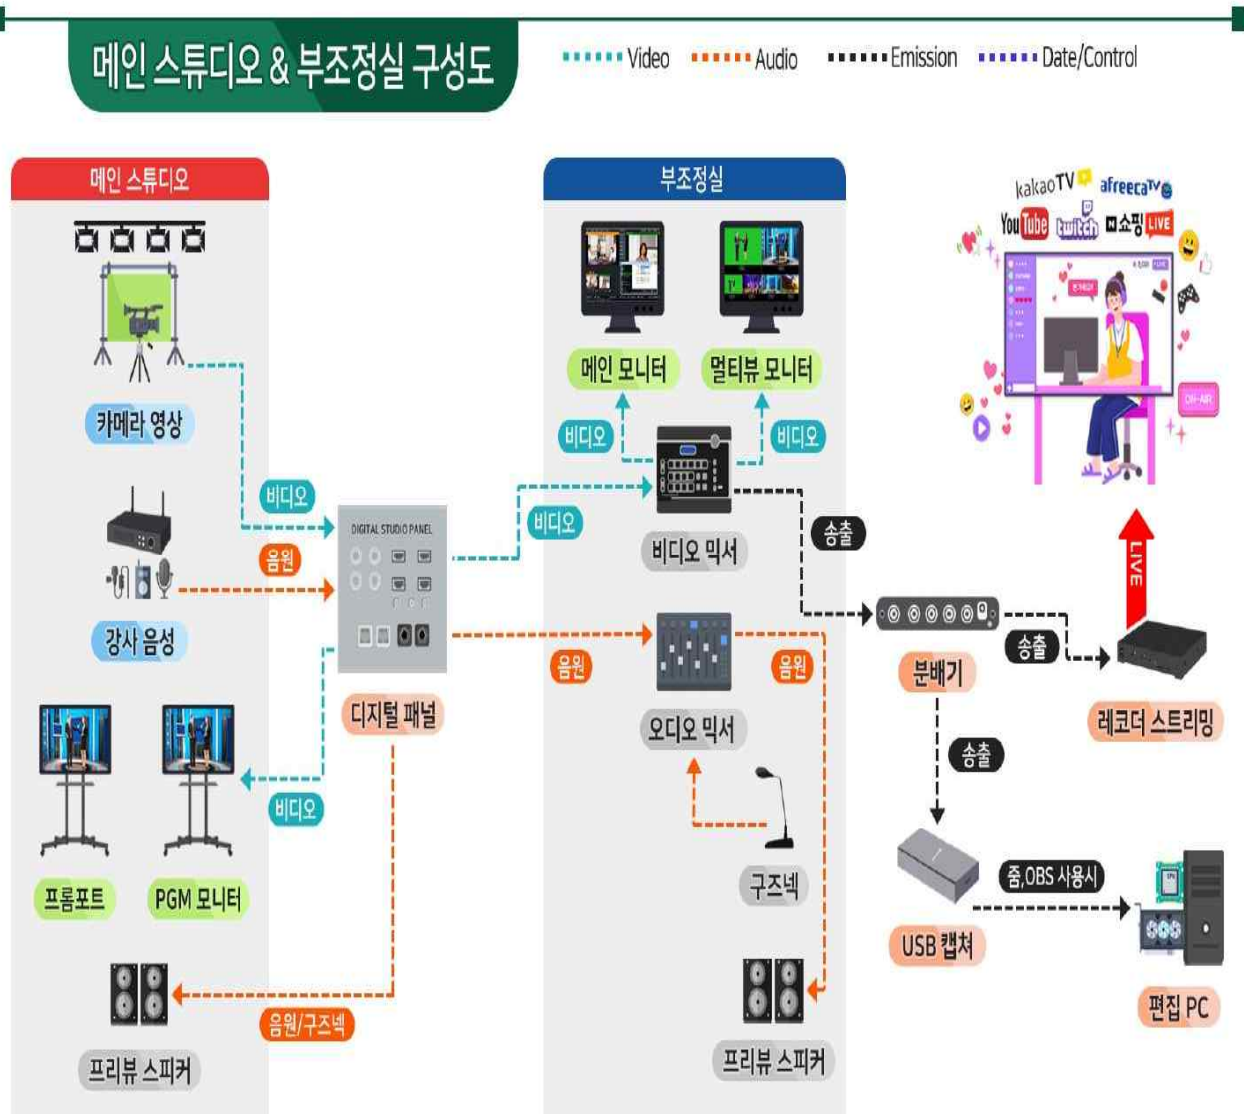 메인 스튜디오 & 부조정실 구성도
Video
Audio
Emission
Date/Control
메인 스튜디오
카메라 영상
비디오
음원
강사 음성
DIGITAL STUDIO PANEL
디지털 패널
비디오
프롬포트
PGM 모니터
음원/구즈넥
프리뷰 스피커
부조정실
메인 모니터
멀티뷰 모니터
비디오
비디오
비디오
비디오 믹서
음원
음원
오디오 믹서
구즈넥
프리뷰 스피커
kakaoTV
afreecaTV
YouTube
twitch
N쇼핑 LIVE
ON-AIR
LIVE
송출
분배기
송출
레코더 스트리밍
송출
USB 캡쳐
줌,OBS 사용시
CPU
편집 PC